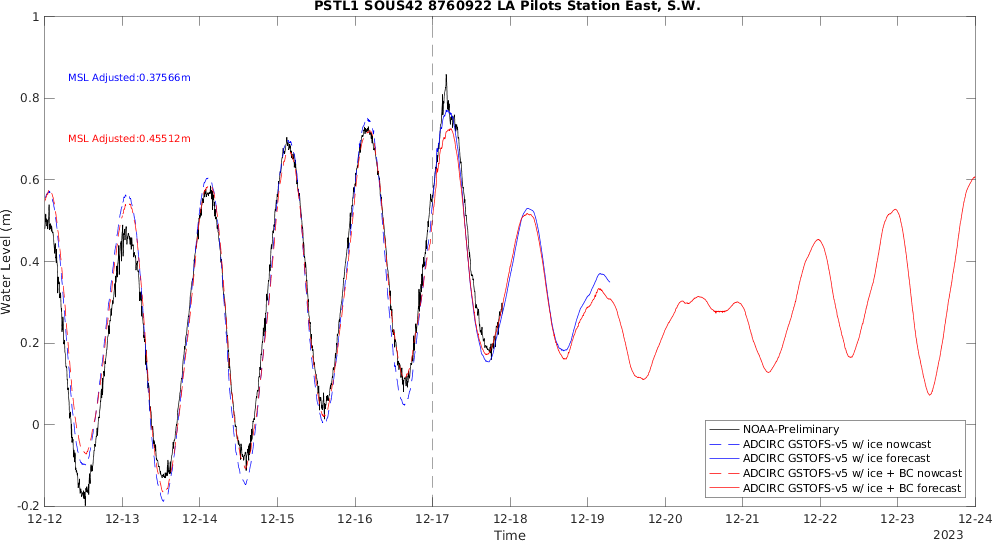 PSTL1 SOUS42 8760922 LA Pilots Station East, S.W.
1
0.8
0.6
0.4
0.2
0
-0.2
Water Level (m)
MSL Adjusted:0.37566m
MSL Adjusted:0.45512m
NOAA-Preliminary
ADCIRC GSTOFS-v5 w/ ice nowcast
ADCIRC GSTOFS-v5 w/ ice forecast
ADCIRC GSTOFS-v5 w/ ice + BC nowcast
ADCIRC GSTOFS-v5 w/ ice + BC forecast
12-12 12-13 12-14 12-15 12-16 12-17 12-18 12-19 12-20 12-21 12-22 12-23 12-24
Time
2023